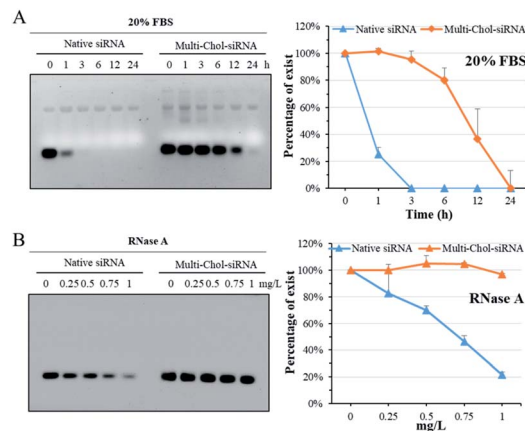 A
20% FBS
Native siRNA Multi-Chol-siRNA
0 1 3 6 12 24 0 1 3 6 12 24 h
Native siRNA Multi-Chol-siRNA
20% FBS
Percentage of exist
120%
100%
80%
60%
40%
20%
0%
0 1 3 6 12 24
Time (h)
B
RNase A
Native siRNA Multi-Chol-siRNA
0 0.25 0.5 0.75 1 0 0.25 0.5 0.75 1 mg/L
Native siRNA Multi-Chol-siRNA
RNase A
Percentage of exist
120%
100%
80%
60%
40%
20%
0%
0 0.25 0.5 0.75 1
mg/L